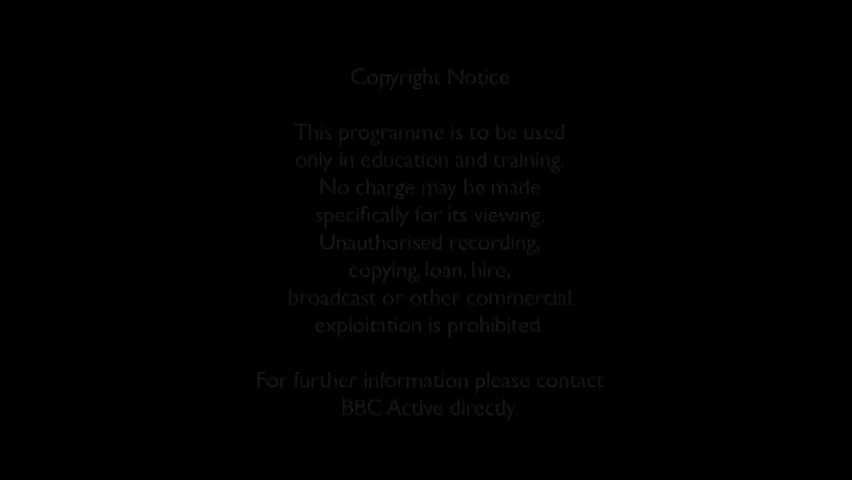 Copyright Notice
This programme is to be used
only in education and training.
No charge may be made
specifically for its viewing.
Unauthorised recording,
copying, loan, hire,
broadcast or other commercial
exploitation is prohibited.
For further information please contact
BBC Active directly.